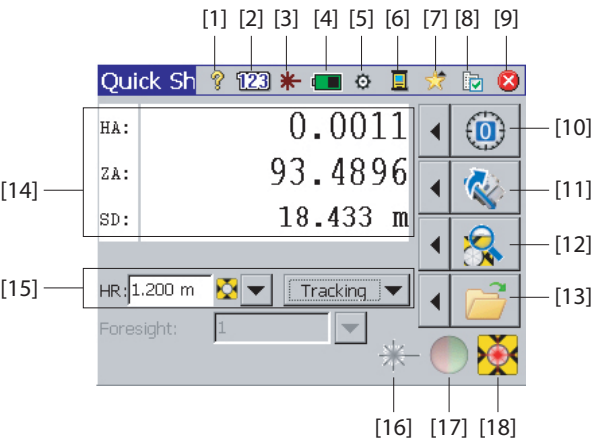 [1] [2] [3] [4] [5] [6] [7] [8] [9]
Quick Sh 123
HA: 0.0011
0 [10]
ZA: 93.4896
[11]
[14]
SD: 18.433 m
[12]
[15] HR: 1.200 m Tracking
[13]
Foresight: 1
[16] [17] [18]